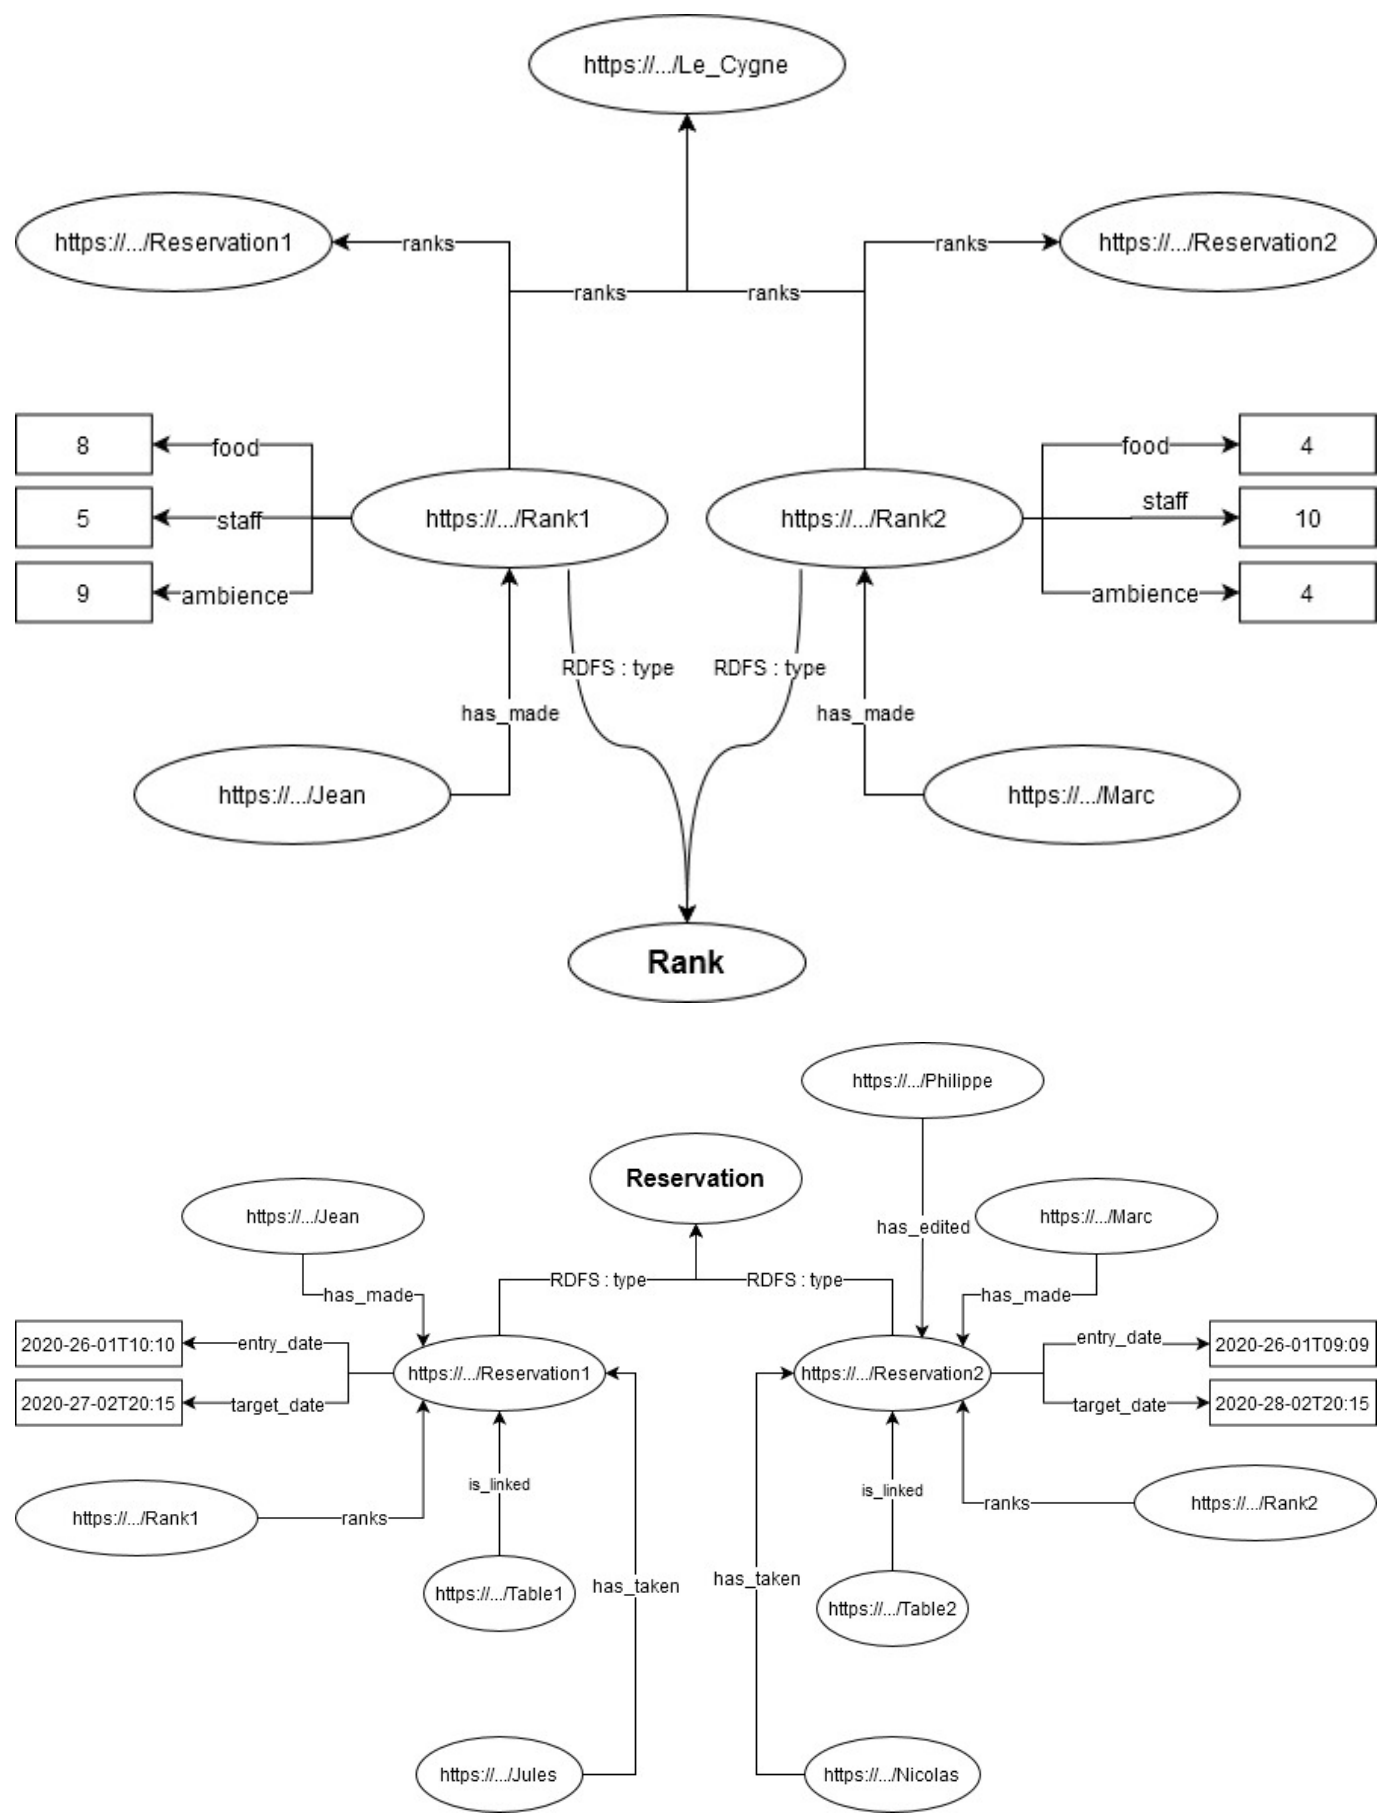 https://.../Le_Cygne
https://.../Reservation1
ranks
ranks
https://.../Reservation2
ranks
ranks
8
food
food
4
5
staff
https://.../Rank1
https://.../Rank2
staff
10
9
ambience
ambience
4
RDFS : type
RDFS : type
has_made
has_made
https://.../Jean
https://.../Marc
Rank
https://.../Philippe
Reservation
https://.../Jean
has_edited
https://.../Marc
RDFS : type
RDFS : type
has_made
has_made
2020-26-01T10:10
entry_date
entry_date
2020-26-01T09:09
https://.../Reservation1
https://.../Reservation2
2020-27-02T20:15
target_date
target_date
2020-28-02T20:15
is_linked
is_linked
https://.../Rank1
ranks
ranks
https://.../Rank2
https://.../Table1
has_taken
has_taken
https://.../Table2
https://.../Jules
https://.../Nicolas